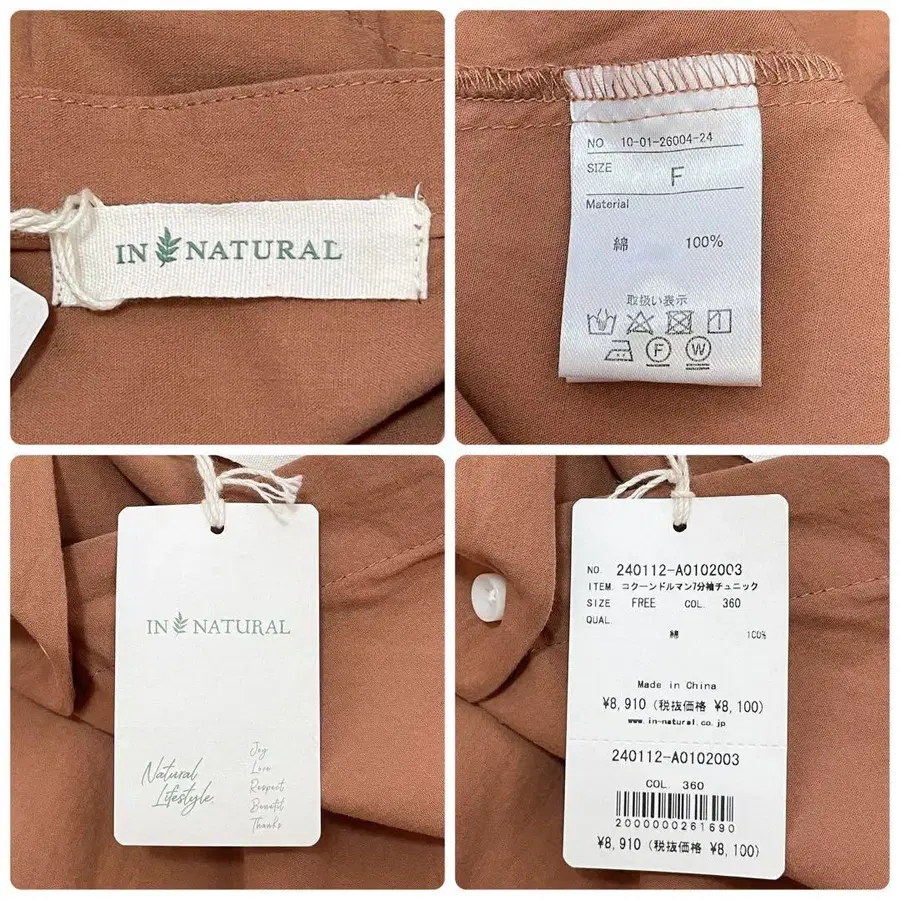 IN NATURAL
NO. 10-01-26004-24
SIZE F
Material
綿 100%
取扱い表示
F W
IN NATURAL
Natural
Lifestyle.
Joy
Love
Respect
Benefit
Thanks
NO. 240112-A0102003
ITEM. コクーンドルマン7分袖チュニック
SIZE FREE COL. 360
QUAL.
綿 100%
Made in China
¥8,910 (税抜価格 ¥8,100)
www.in-natural.co.jp
240112-A0102003
COL. 360
2000000261690
¥8,910 (税抜価格 ¥8,100)